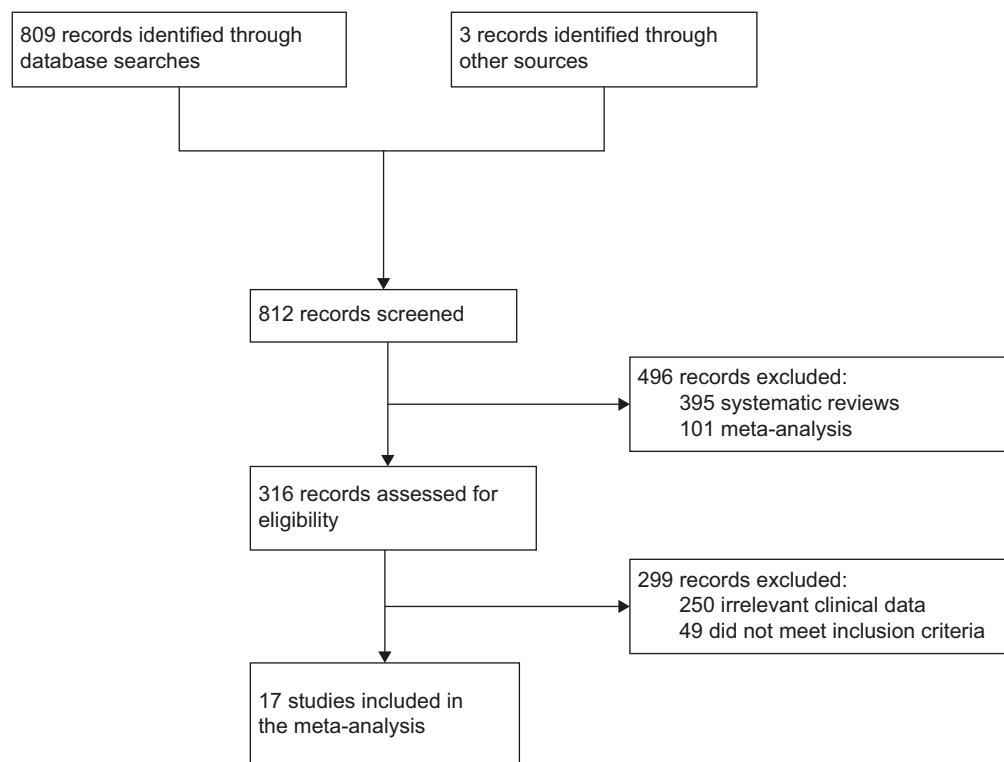 809 records identified through
database searches
3 records identified through
other sources
812 records screened
496 records excluded:
395 systematic reviews
101 meta-analysis
316 records assessed for
eligibility
299 records excluded:
250 irrelevant clinical data
49 did not meet inclusion criteria
17 studies included in
the meta-analysis